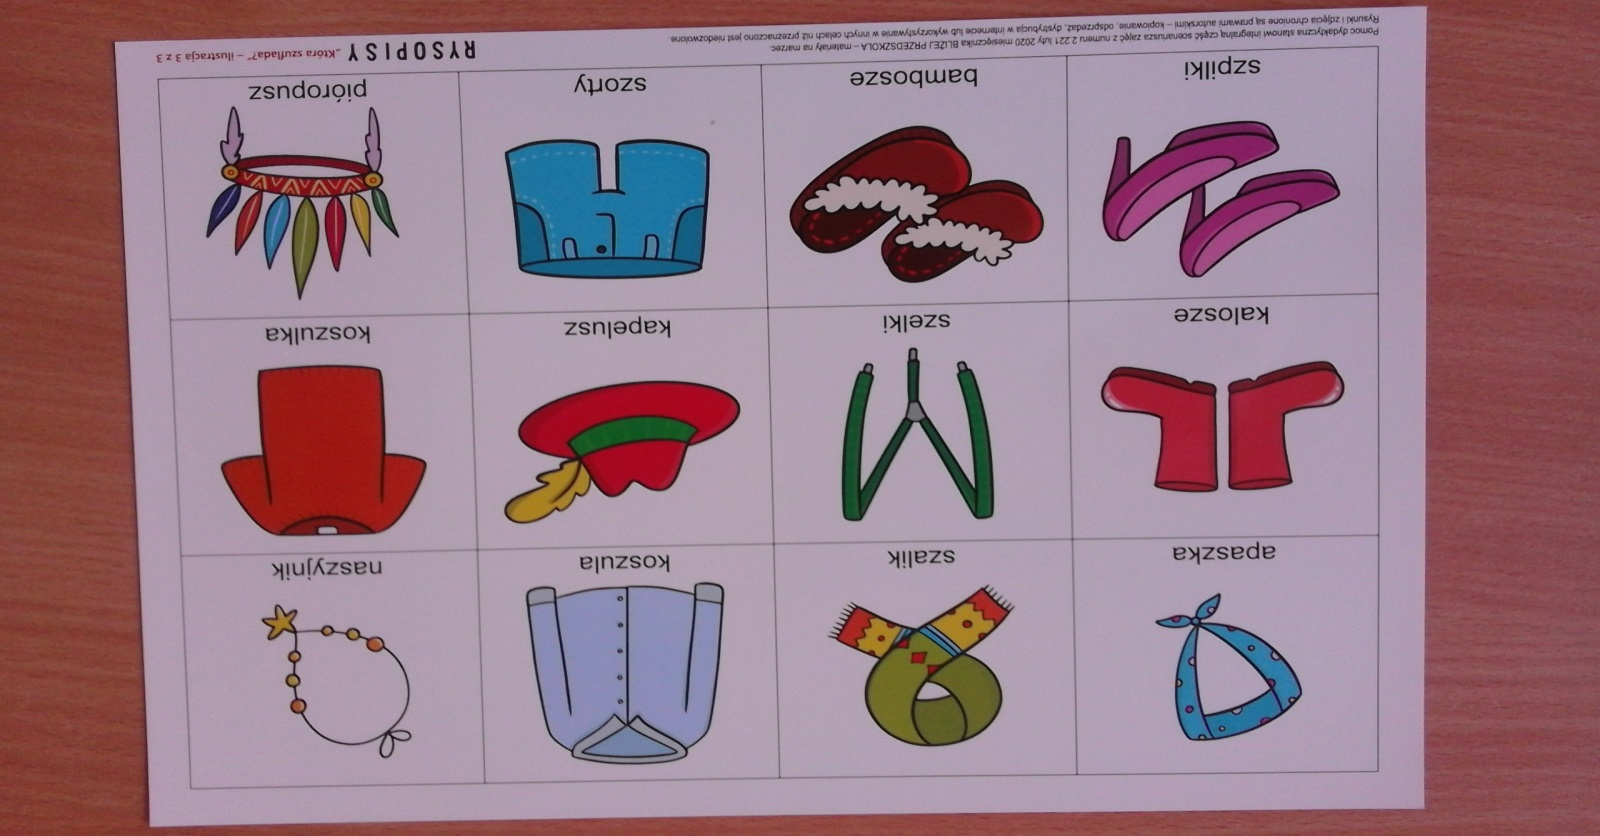 apaszka szalik koszula naszyjnik
kalosze szelki kapelusz koszulka
szpilki bambosze szorty pióropusz
Pomoc dydaktyczna stanowi integralną część scenariusza zajęć z numeru 2.221 luty 2020 miesięcznika BLIŻEJ PRZEDSZKOLA – materiały na marzec.
Rysunki i zdjęcia chronione są prawami autorskimi – kopiowanie, odsprzedaż, dystrybucja w internecie lub wykorzystywanie w innych celach niż przeznaczono jest niedozwolone.
RYSOPISY „Która szuflada?” – ilustracja 3 z 3